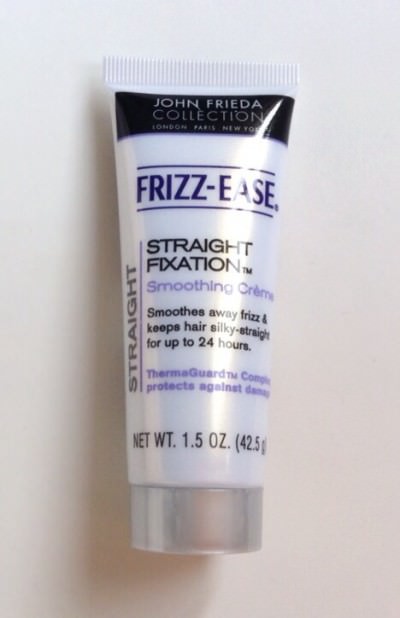 JOHN FRIEDA
COLLECTION
LONDON PARIS NEW YORK
FRIZZ-EASE®
STRAIGHT
STRAIGHT
FIXATION™
Smoothing Crème
Smoothes away frizz &
keeps hair silky-straight
for up to 24 hours.
ThermaGuard™ Complex
protects against damage
NET WT. 1.5 OZ. (42.5 g)